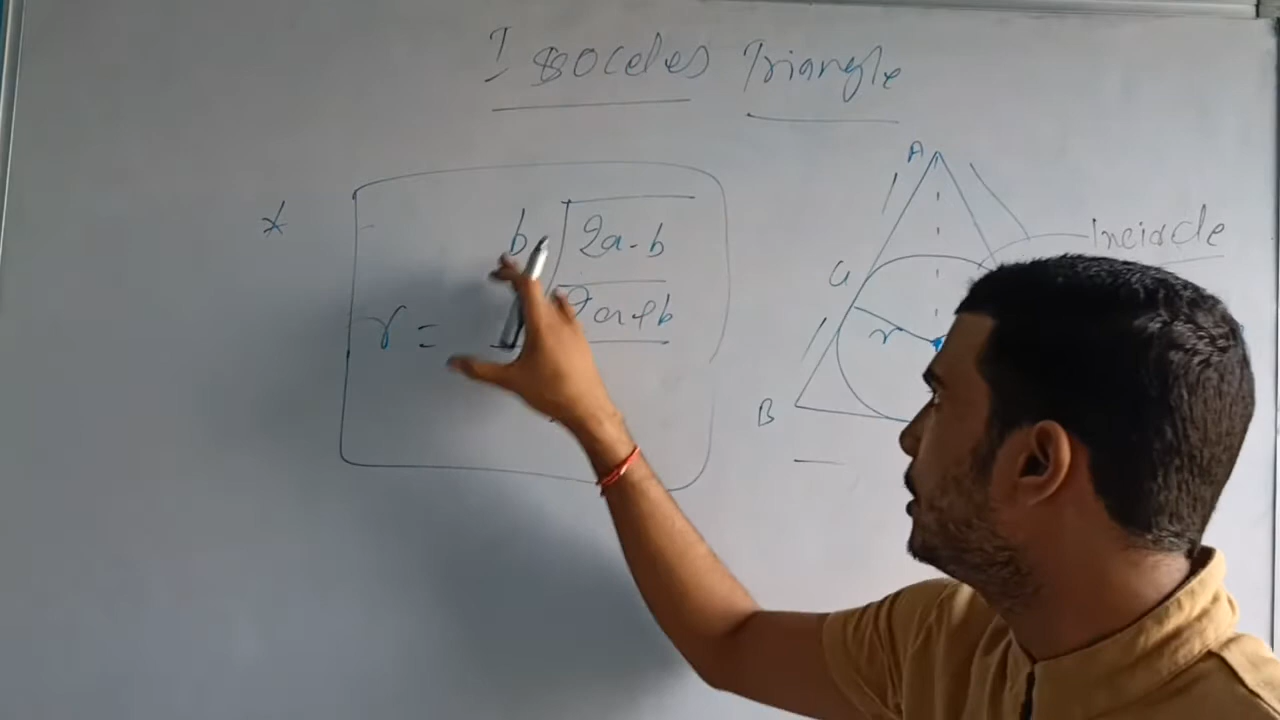 Isoceles Triangle
*
b √2a-b
r =
2a+b
A
Incircle
a
r
B